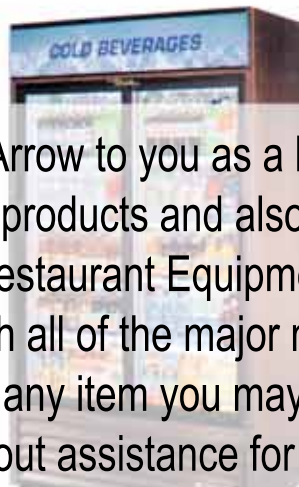 COLD BEVERAGES
Arrow to you as a
products and also
estaurant Equipm
h all of the major
any item you may
out assistance for